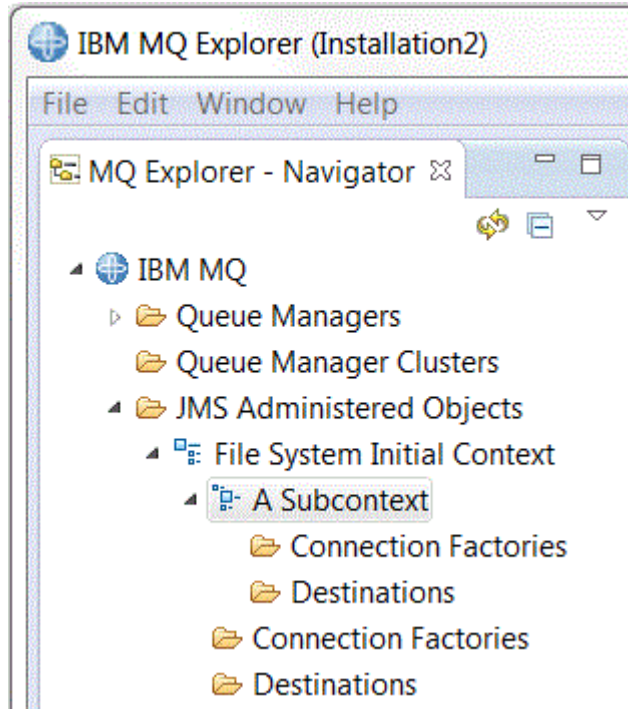 IBM MQ Explorer (Installation2)
File Edit Window Help
MQ Explorer - Navigator
IBM MQ
Queue Managers
Queue Manager Clusters
JMS Administered Objects
File System Initial Context
A Subcontext
Connection Factories
Destinations
Connection Factories
Destinations